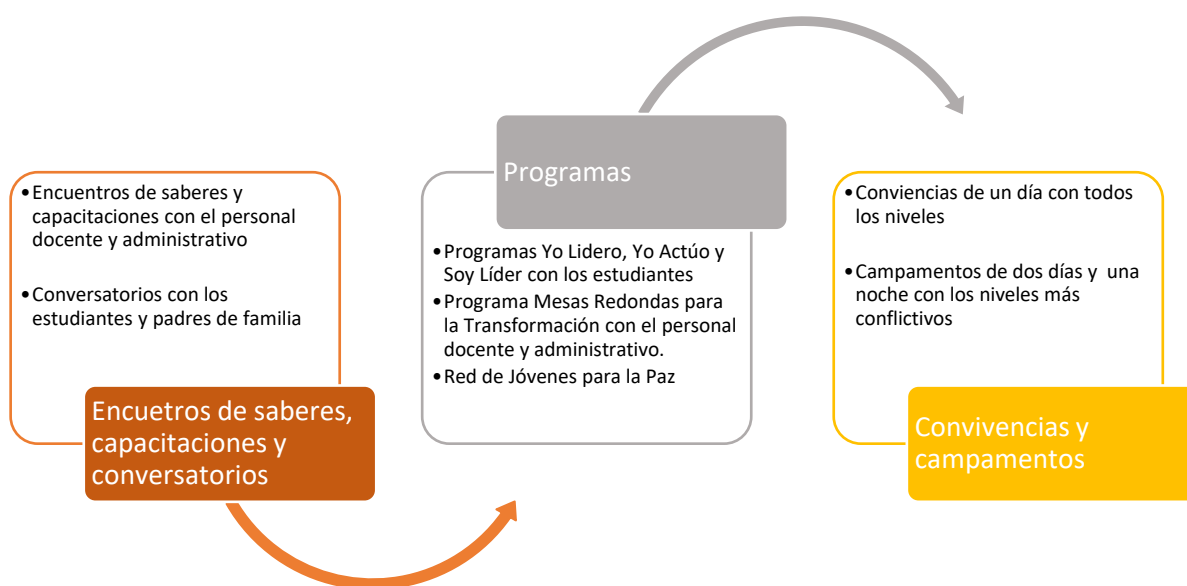 •Encuentros de saberes y
capacitaciones con el personal
docente y administrativo
•Conversatorios con los
estudiantes y padres de familia
Encuetros de saberes,
capacitaciones y
conversatorios
Programas
•Programas Yo Lidero, Yo Actúo y
Soy Líder con los estudiantes
•Programa Mesas Redondas para
la Transformación con el personal
docente y administrativo.
•Red de Jóvenes para la Paz
•Conviencias de un día con todos
los niveles
•Campamentos de dos días y una
noche con los niveles más
conflictivos
Convivencias y
campamentos